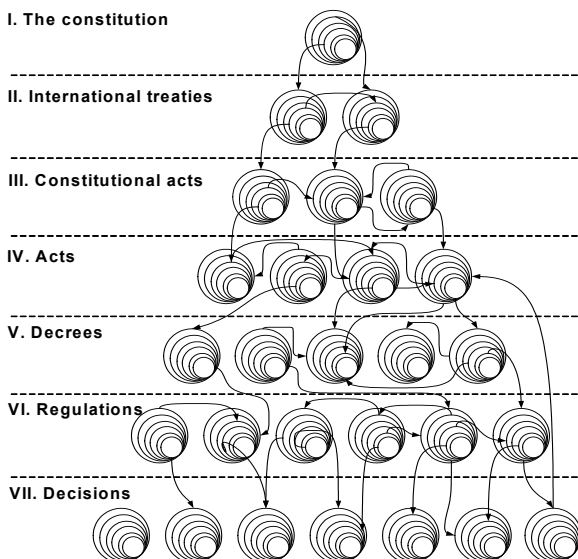 I. The constitution
II. International treaties
III. Constitutional acts
IV. Acts
V. Decrees
VI. Regulations
VII. Decisions